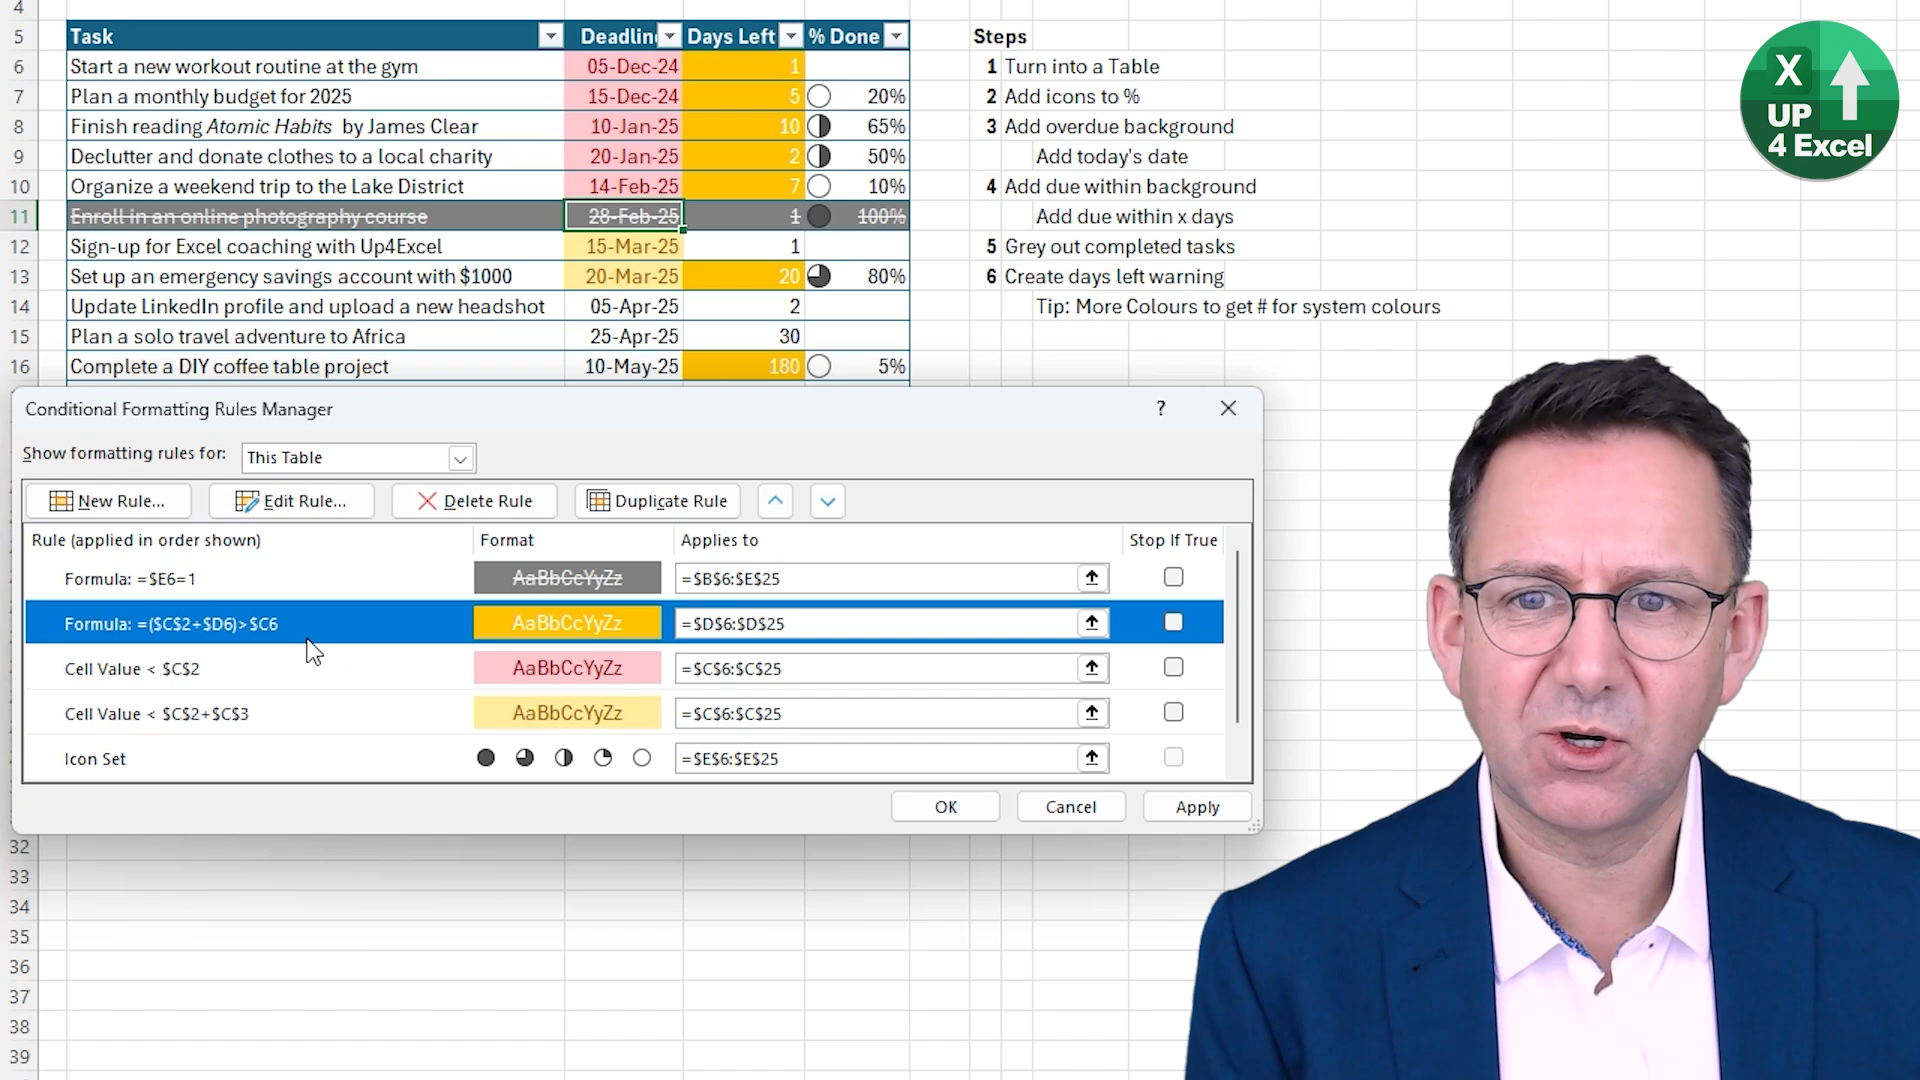 4
5 Task Deadlin Days Left % Done Steps
6 Start a new workout routine at the gym 05-Dec-24 1 1 Turn into a Table
7 Plan a monthly budget for 2025 15-Dec-24 5 20% 2 Add icons to %
8 Finish reading Atomic Habits by James Clear 10-Jan-25 10 65% 3 Add overdue background
9 Declutter and donate clothes to a local charity 20-Jan-25 2 50% Add today's date
10 Organize a weekend trip to the Lake District 14-Feb-25 7 10% 4 Add due within background
11 Enroll in an online photography course 28-Feb-25 1 100% Add due within x days
12 Sign-up for Excel coaching with Up4Excel 15-Mar-25 1 5 Grey out completed tasks
13 Set up an emergency savings account with $1000 20-Mar-25 20 80% 6 Create days left warning
14 Update LinkedIn profile and upload a new headshot 05-Apr-25 2 Tip: More Colours to get # for system colours
15 Plan a solo travel adventure to Africa 25-Apr-25 30
16 Complete a DIY coffee table project 10-May-25 180 5%
X
UP
4 Excel
Conditional Formatting Rules Manager ?
Show formatting rules for: This Table
New Rule... Edit Rule... Delete Rule Duplicate Rule
Rule (applied in order shown) Format Applies to Stop If True
Formula: =$E6=1 AaBbCcYyZz =$B$6:$E$25
Formula: =($C$2+$D6)>$C6 AaBbCcYyZz =$D$6:$D$25
Cell Value < $C$2 AaBbCcYyZz =$C$6:$C$25
Cell Value < $C$2+$C$3 AaBbCcYyZz =$C$6:$C$25
Icon Set =$E$6:$E$25
OK Cancel Apply
32
33
34
35
36
37
38
39